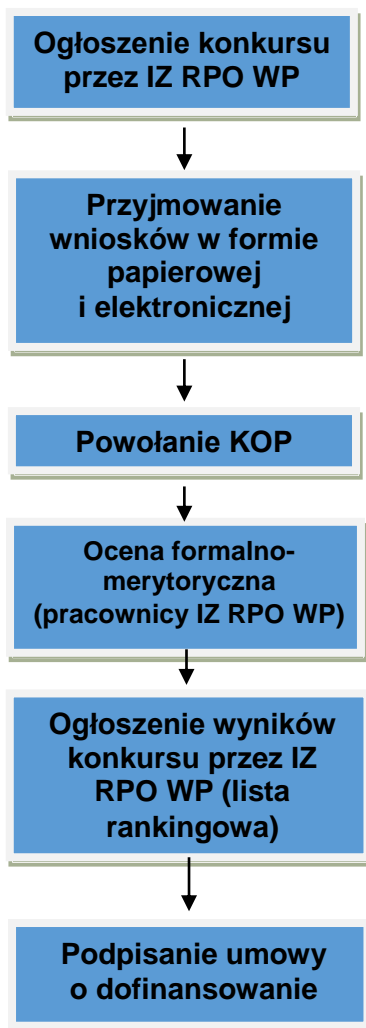 Ogłoszenie konkursu
przez IZ RPO WP
Przyjmowanie
wniosków w formie
papierowej
i elektronicznej
Powołanie KOP
Ocena formalno-
merytoryczna
(pracownicy IZ RPO WP)
Ogłoszenie wyników
konkursu przez IZ
RPO WP (lista
rankingowa)
Podpisanie umowy
o dofinansowanie